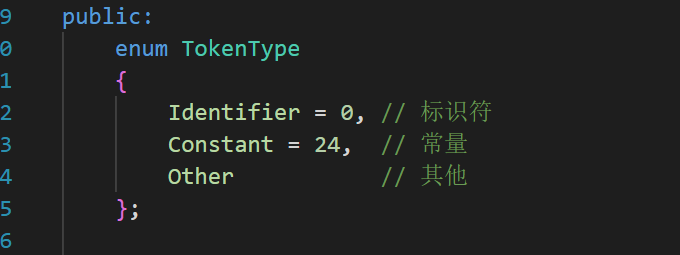 9 public:
0 enum TokenType
1 {
2 Identifier = 0, // 标识符
3 Constant = 24, // 常量
4 Other // 其他
5 };
6